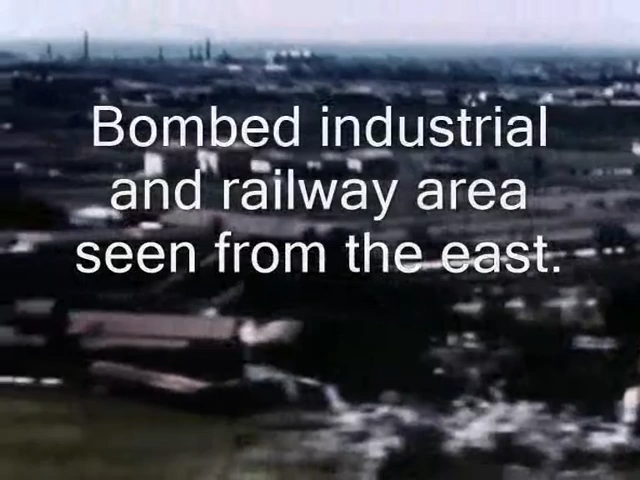 Bombed industrial
and railway area
seen from the east.